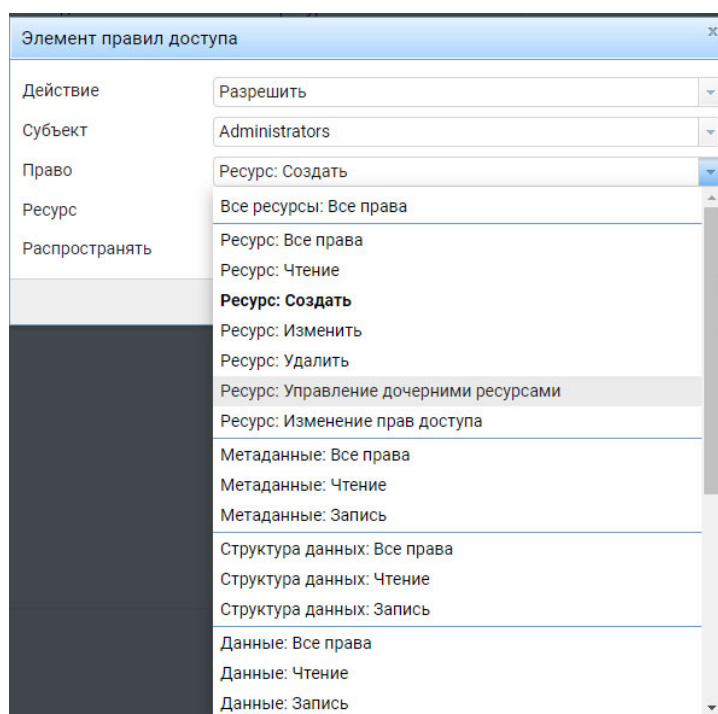 Элемент правил доступа
Действие Разрешить
Субъект Administrators
Право Ресурс: Создать
Ресурс Все ресурсы: Все права
Распространять
Ресурс: Все права
Ресурс: Чтение
Ресурс: Создать
Ресурс: Изменить
Ресурс: Удалить
Ресурс: Управление дочерними ресурсами
Ресурс: Изменение прав доступа
Метаданные: Все права
Метаданные: Чтение
Метаданные: Запись
Структура данных: Все права
Структура данных: Чтение
Структура данных: Запись
Данные: Все права
Данные: Чтение
Данные: Запись